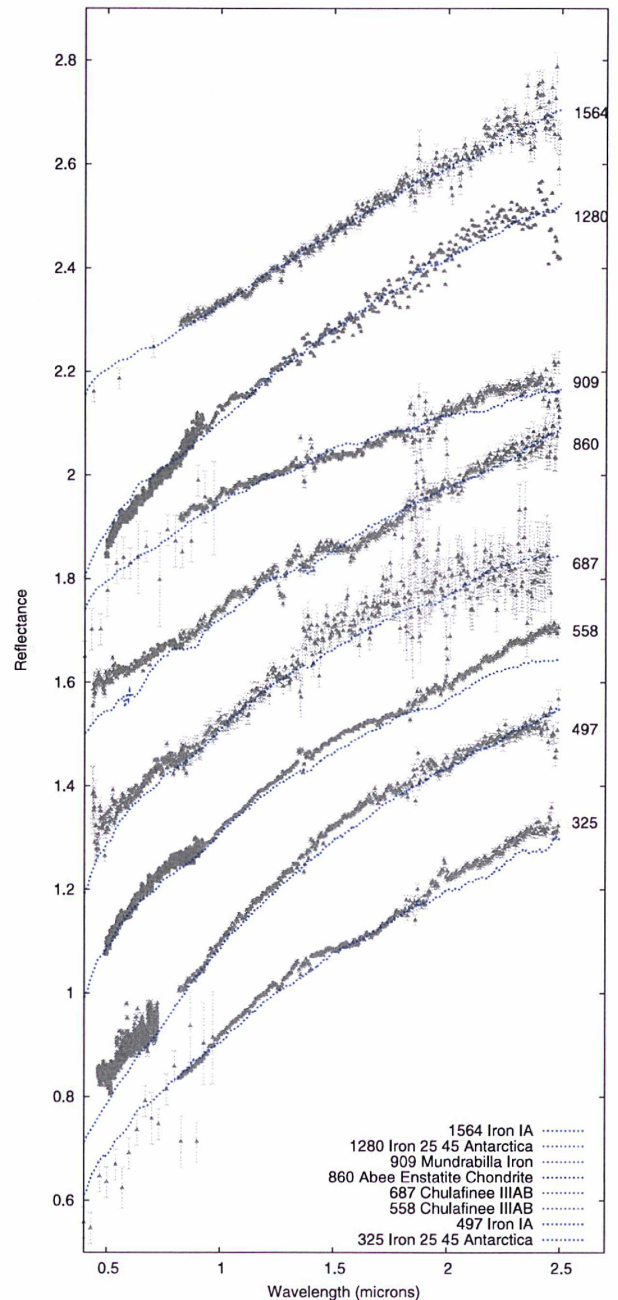 2.8
2.6
2.4
2.2
2
1.8
1.6
1.4
1.2
1
0.8
0.6
Reflectance
1564
1280
909
860
687
558
497
325
1564 Iron IA
1280 Iron 25 45 Antarctica
909 Mundrabilla Iron
860 Abee Enstatite Chondrite
687 Chulafinee IIIAB
558 Chulafinee IIIAB
497 Iron IA
325 Iron 25 45 Antarctica
0.5
1
1.5
2
2.5
Wavelength (microns)